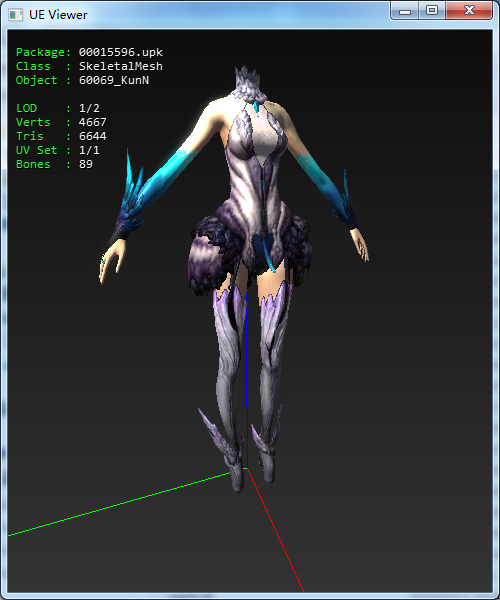 UE Viewer
Package: 00015596.upk
Class  : SkeletalMesh
Object : 60069_KunN
LOD    : 1/2
Verts  : 4667
Tris   : 6644
UV Set : 1/1
Bones  : 89